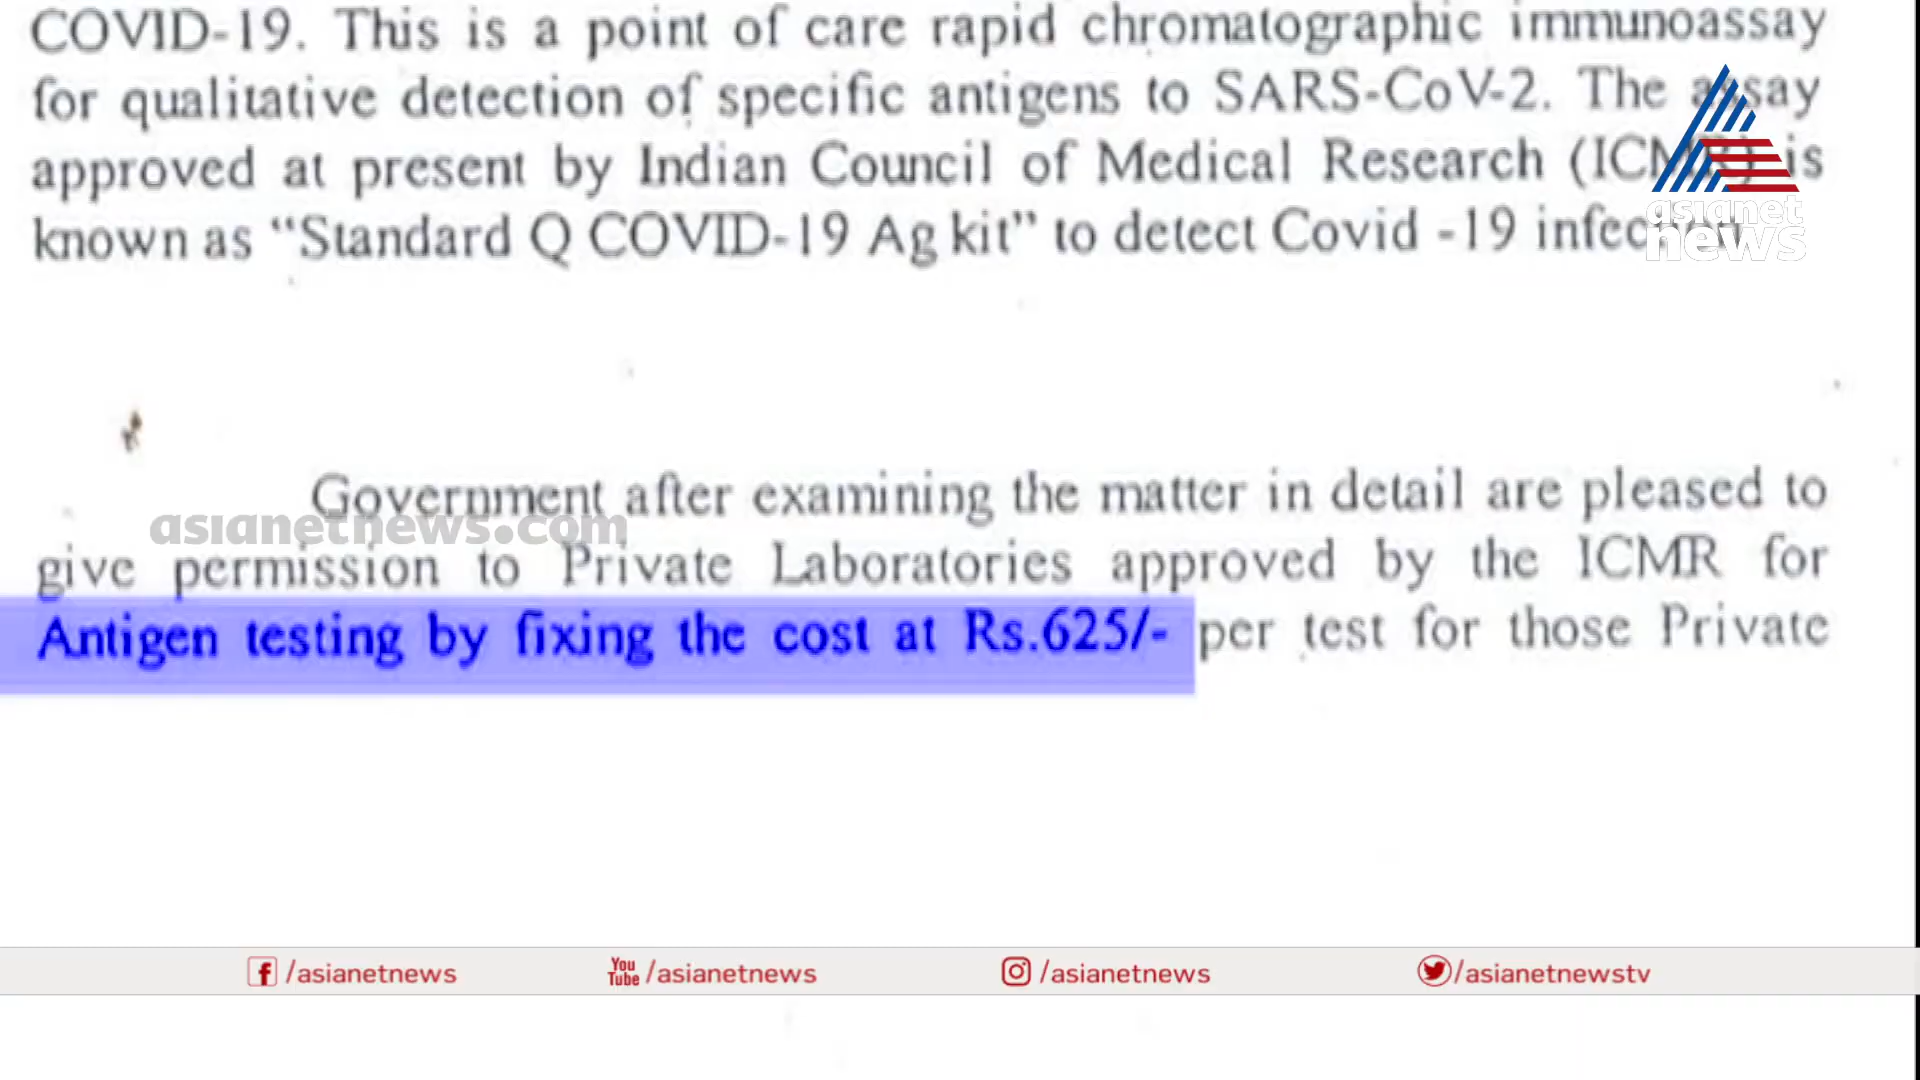 COVID-19. This is a point of care rapid chromatographic immunoassay
for qualitative detection of specific antigens to SARS-CoV-2. The assay
approved at present by Indian Council of Medical Research (ICMR) is
known as “Standard Q COVID-19 Ag kit” to detect Covid -19 infection
asianet
news
Government after examining the matter in detail are pleased to
asianetnews.com
give permission to Private Laboratories approved by the ICMR for
Antigen testing by fixing the cost at Rs.625/- per test for those Private
f /asianetnews You Tube /asianetnews /asianetnews /asianetnewstv